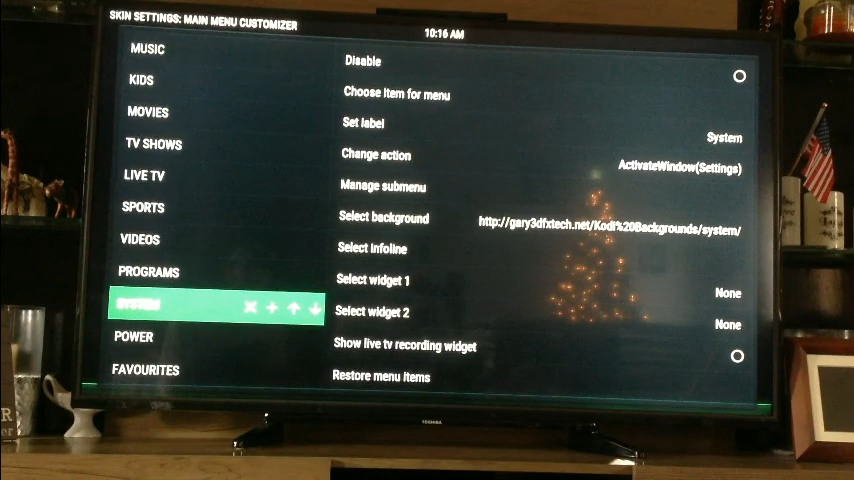 SKIN SETTINGS: MAIN MENU CUSTOMIZER
10:16 AM
MUSIC
KIDS
MOVIES
TV SHOWS
LIVE TV
SPORTS
VIDEOS
PROGRAMS
SYSTEM
POWER
FAVOURITES
Disable
Choose item for menu
Set label System
Change action ActivateWindow(Settings)
Manage submenu
Select background http://gary3dfxtech.net/Kodi%20Backgrounds/system/
Select infoline
Select widget 1 None
Select widget 2 None
Show live tv recording widget
Restore menu items
TOSHIBA